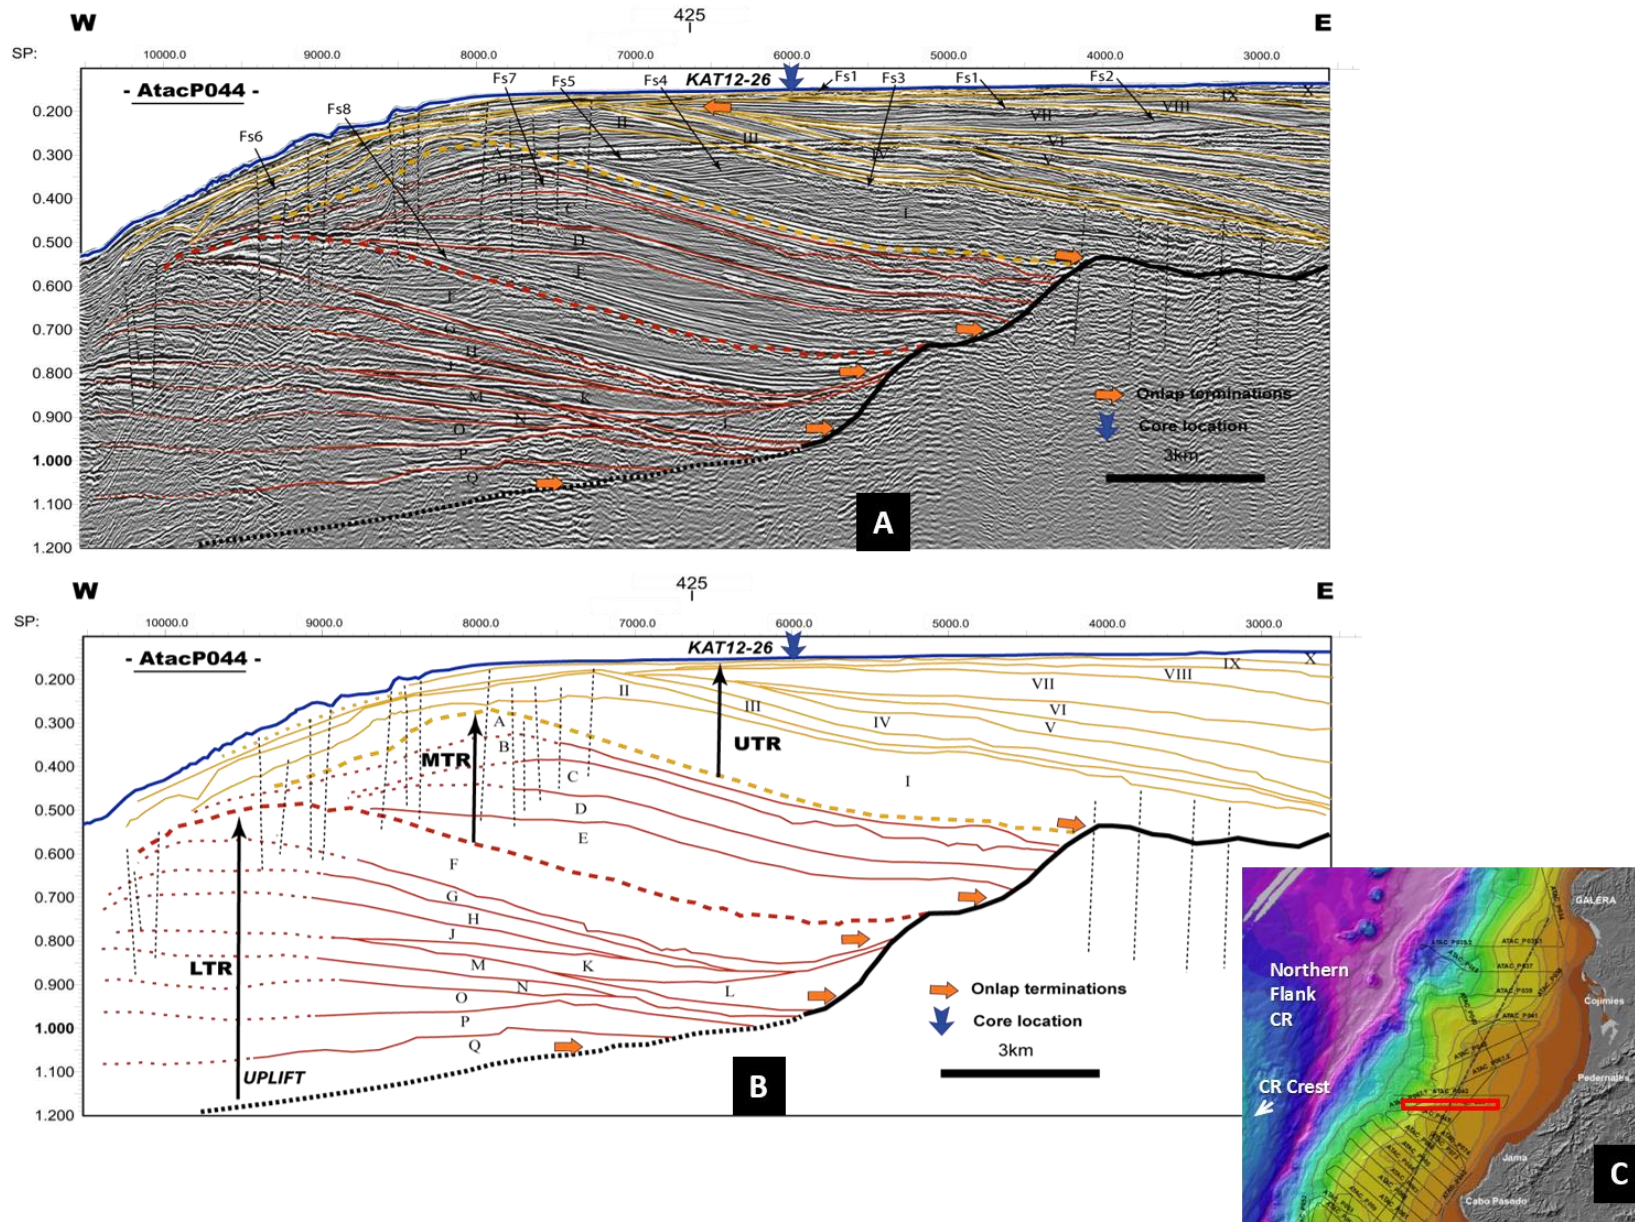 W
425
E
SP:
10000.0 9000.0 8000.0 7000.0 6000.0 5000.0 4000.0 3000.0
- AtacP044 -
Fs7 Fs5 Fs4 KAT12-26 Fs1 Fs3 Fs1 Fs2
Fs8
Fs6
IX X
VIII
VII
II
III
VI
IV
V
I
B
C
D
E
F
G
H
J
M K
N
L
O
P
Q
0.200
0.300
0.400
0.500
0.600
0.700
0.800
0.900
1.000
1.100
1.200
Onlap terminations
Core location
3km
A
W
425
E
SP:
10000.0 9000.0 8000.0 7000.0 6000.0 5000.0 4000.0 3000.0
- AtacP044 -
KAT12-26
IX X
VIII
VII
II
III
VI
IV
V
I
A
B
C
D
E
F
G
H
J
M K
N
L
O
P
Q
UTR
MTR
LTR
UPLIFT
0.200
0.300
0.400
0.500
0.600
0.700
0.800
0.900
1.000
1.100
1.200
Onlap terminations
Core location
3km
B
GALERA
Northern
Flank
CR
ATAC_P037
ATAC_P039
ATAC_P041
Cojimies
CR Crest
Pedernales
Jama
Cabo Pasado
C